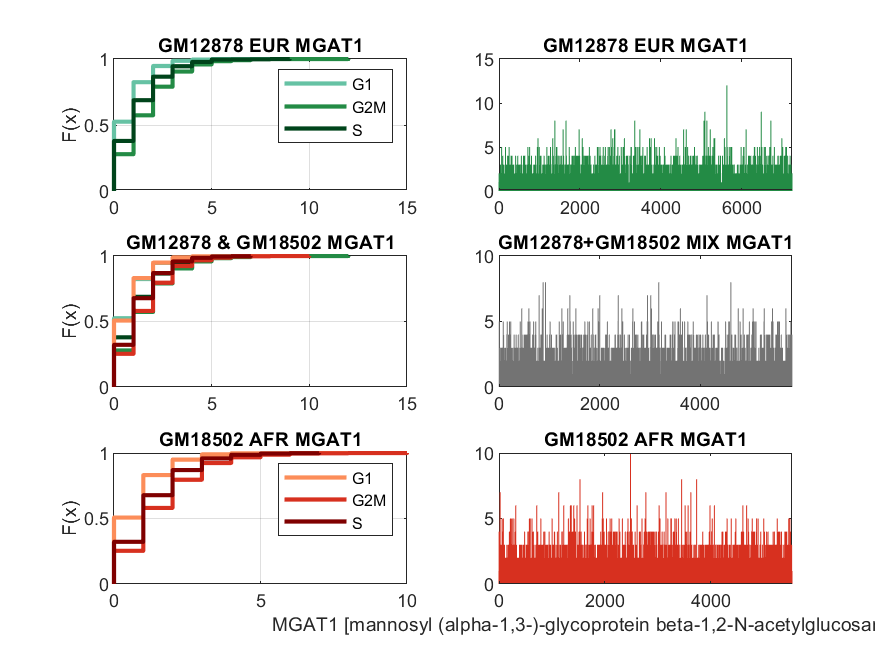 GM12878 EUR MGAT1
F(x)
1
0.5
0
0
5
10
15
G1
G2M
S
GM12878 EUR MGAT1
15
10
5
0
0
2000
4000
6000
GM12878 & GM18502 MGAT1
F(x)
1
0.5
0
0
5
10
15
GM12878+GM18502 MIX MGAT1
10
5
0
0
2000
4000
GM18502 AFR MGAT1
F(x)
1
0.5
0
0
5
10
G1
G2M
S
GM18502 AFR MGAT1
10
5
0
0
2000
4000
MGAT1 [mannosyl (alpha-1,3-)-glycoprotein beta-1,2-N-acetylglucosar